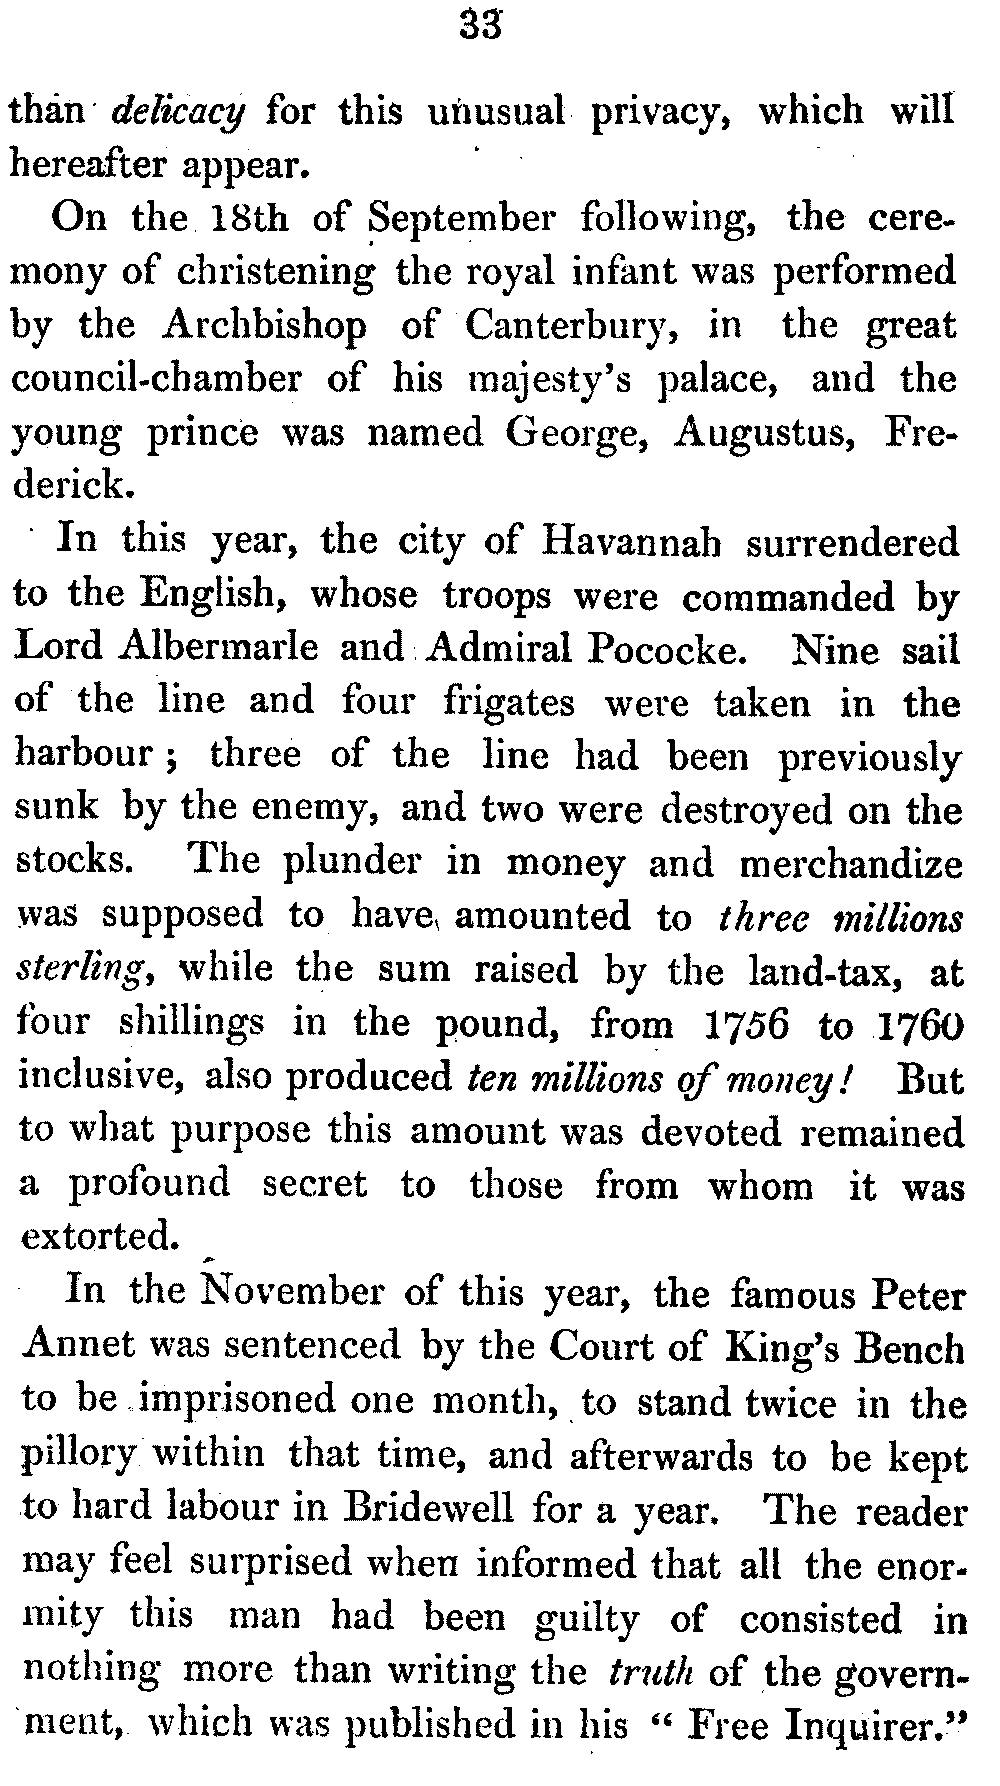 33
than delicacy for this unusual privacy, which will
hereafter appear.
On the 18th of September following, the cere-
mony of christening the royal infant was performed
by the Archbishop of Canterbury, in the great
council-chamber of his majesty's palace, and the
young prince was named George, Augustus, Fre-
derick.
In this year, the city of Havannah surrendered
to the English, whose troops were commanded by
Lord Albermarle and Admiral Pococke. Nine sail
of the line and four frigates were taken in the
harbour; three of the line had been previously
sunk by the enemy, and two were destroyed on the
stocks. The plunder in money and merchandize
was supposed to have amounted to three millions
sterling, while the sum raised by the land-tax, at
four shillings in the pound, from 1756 to 1760
inclusive, also produced ten millions of money! But
to what purpose this amount was devoted remained
a profound secret to those from whom it was
extorted.
In the November of this year, the famous Peter
Annet was sentenced by the Court of King's Bench
to be imprisoned one month, to stand twice in the
pillory within that time, and afterwards to be kept
to hard labour in Bridewell for a year. The reader
may feel surprised when informed that all the enor-
mity this man had been guilty of consisted in
nothing more than writing the truth of the govern-
ment, which was published in his "Free Inquirer."